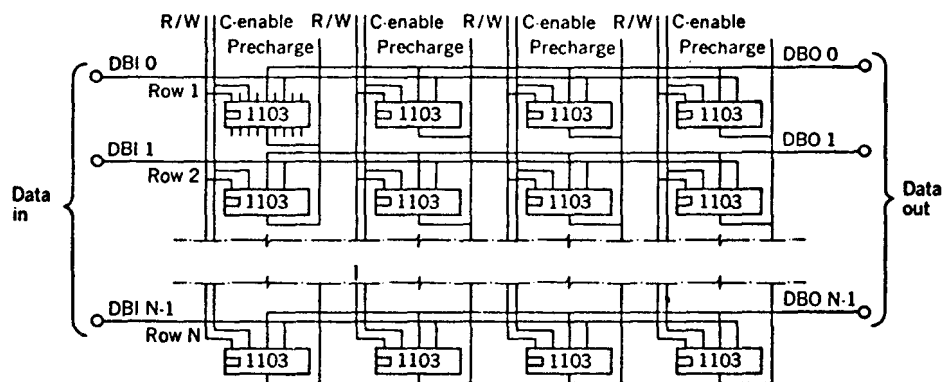 R/W C-enable R/W C-enable R/W C-enable R/W C-enable
Precharge Precharge Precharge Precharge
DBI 0 DBO 0
Row 1
1103 1103 1103 1103
DBI 1 DBO 1
Row 2
Data in
1103 1103 1103 1103
Data out
DBI N-1 DBO N-1
Row N
1103 1103 1103 1103